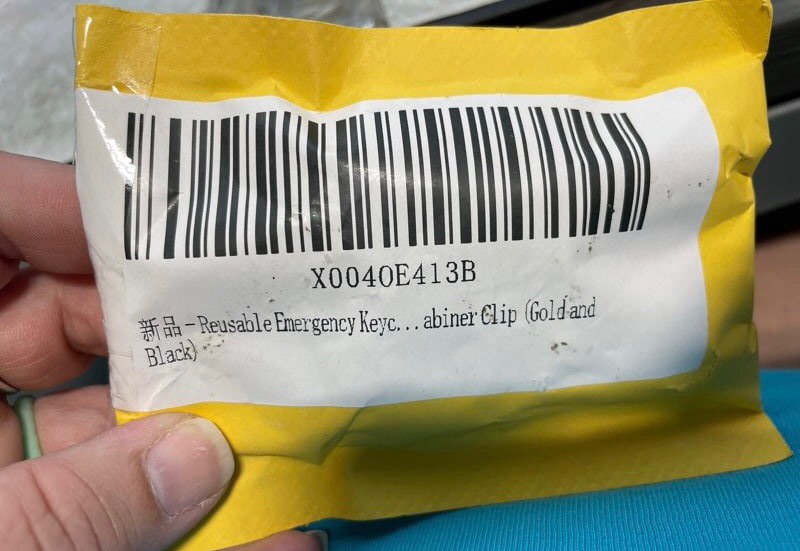 X0040E413B
新品-Reusable Emergency Keyc...abiner Clip (Gold and
Black)